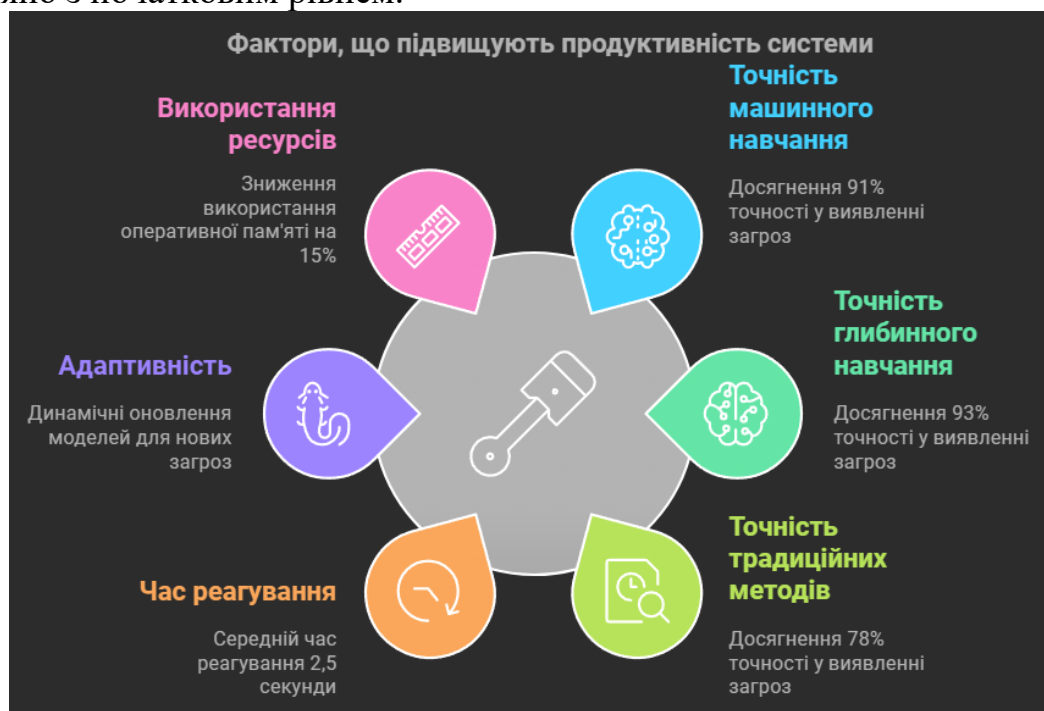 з початковим рівнем.
Фактори, що підвищують продуктивність системи
Використання
ресурсів
Зниження
використання
оперативної пам'яті на
15%
Адаптивність
Динамічні оновлення
моделей для нових
загроз
Час реагування
Середній час
реагування 2,5
секунди
Точність
машинного
навчання
Досягнення 91%
точності у виявленні
загроз
Точність
глибинного
навчання
Досягнення 93%
точності у виявленні
загроз
Точність
традиційних
методів
Досягнення 78%
точності у виявленні
загроз